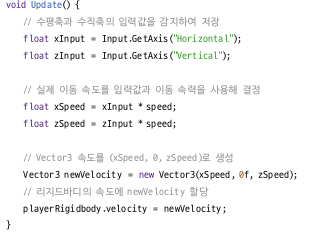 void Update() {
// 수평축과 수직축의 입력값을 감지하여 저장
float xInput = Input.GetAxis("Horizontal");
float zInput = Input.GetAxis("Vertical");
// 실제 이동 속도를 입력값과 이동 속력을 사용해 결정
float xSpeed = xInput * speed;
float zSpeed = zInput * speed;
// Vector3 속도를 (xSpeed, 0, zSpeed)로 생성
Vector3 newVelocity = new Vector3(xSpeed, 0f, zSpeed);
// 리지드바디의 속도에 newVelocity 할당
playerRigidbody.velocity = newVelocity;
}